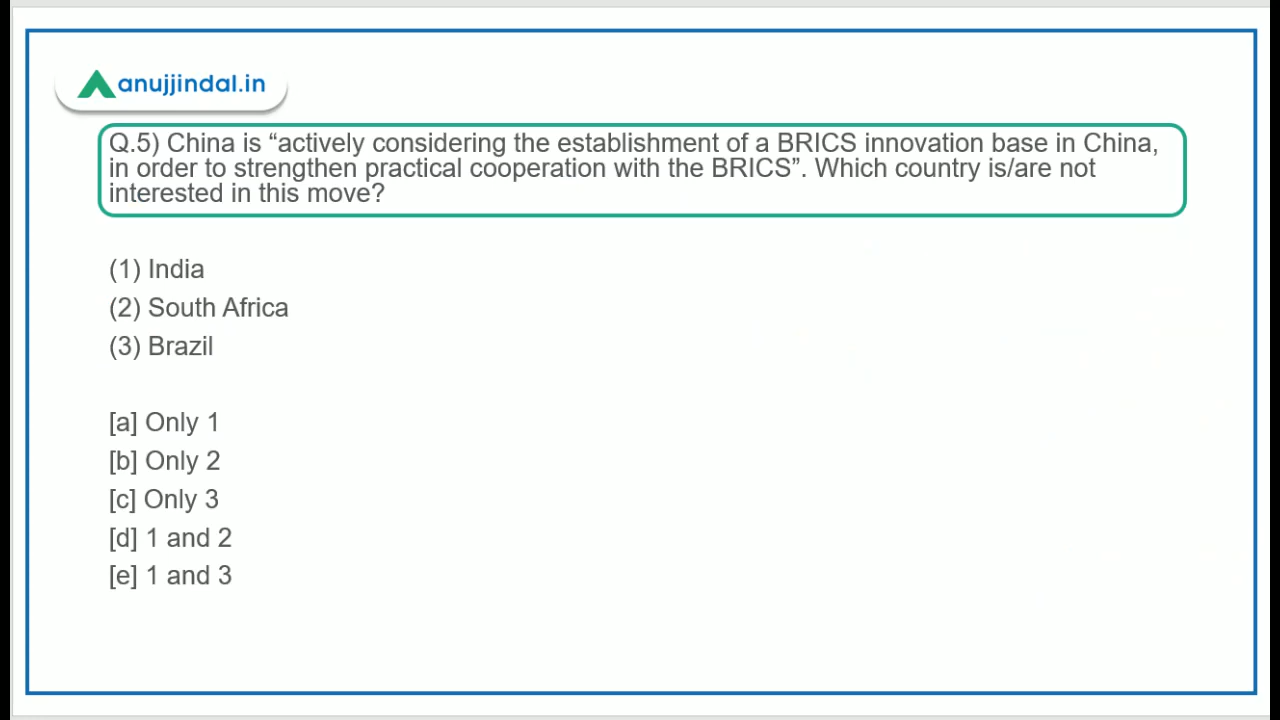 anujjindal.in
Q.5) China is “actively considering the establishment of a BRICS innovation base in China,
in order to strengthen practical cooperation with the BRICS”. Which country is/are not
interested in this move?
(1) India
(2) South Africa
(3) Brazil
[a] Only 1
[b] Only 2
[c] Only 3
[d] 1 and 2
[e] 1 and 3